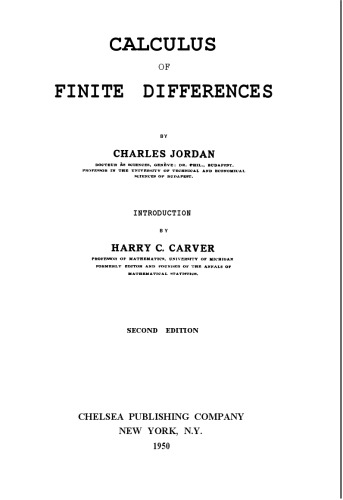 CALCULUS
OF
FINITE DIFFERENCES
BY
CHARLES JORDAN
DOCTEUR ÈS SCIENCES, GENÈVE; DR. PHIL., BUDAPEST.
PROFESSOR IN THE UNIVERSITY OF TECHNICAL AND ECONOMICAL
SCIENCES OF BUDAPEST.
INTRODUCTION
BY
HARRY C. CARVER
PROFESSOR OF MATHEMATICS, UNIVERSITY OF MICHIGAN
FORMERLY EDITOR AND FOUNDER OF THE ANNALS OF
MATHEMATICAL STATISTICS.
SECOND EDITION
CHELSEA PUBLISHING COMPANY
NEW YORK, N.Y.
1950